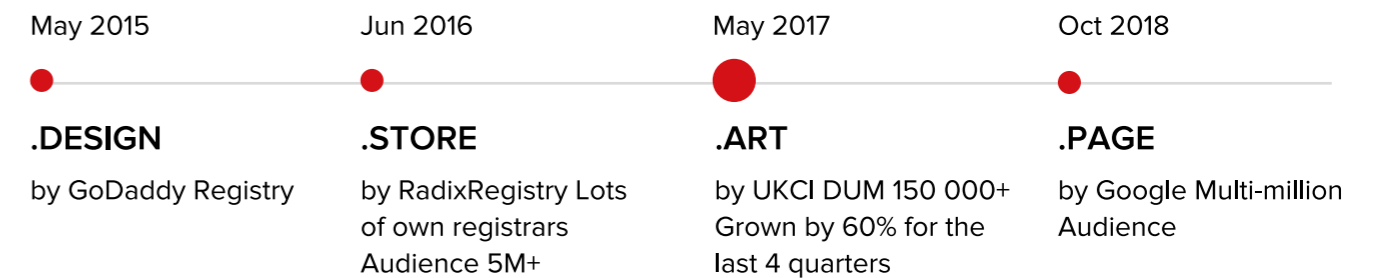 May 2015
Jun 2016
May 2017
Oct 2018
.DESIGN
by GoDaddy Registry
.STORE
by RadixRegistry Lots
of own registrars
Audience 5M+
.ART
by UKCI DUM 150 000+
Grown by 60% for the
last 4 quarters
.PAGE
by Google Multi-million
Audience